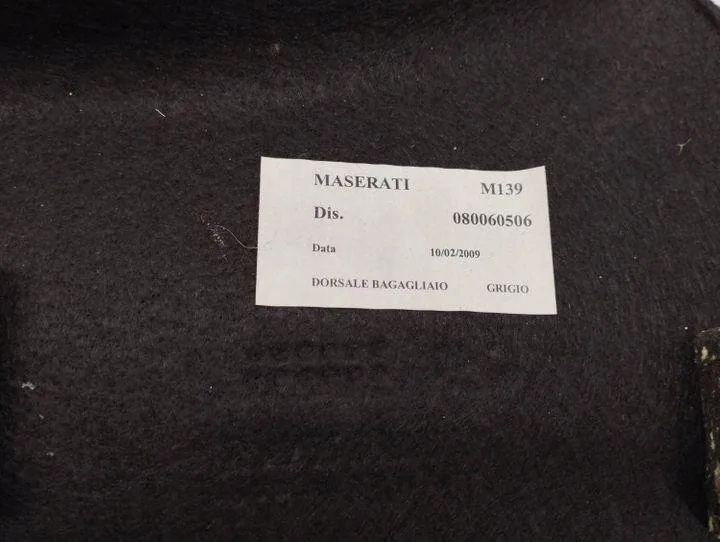 MASERATI M139
Dis. 080060506
Data 10/02/2009
DORSALE BAGAGLIAIO GRIGIO